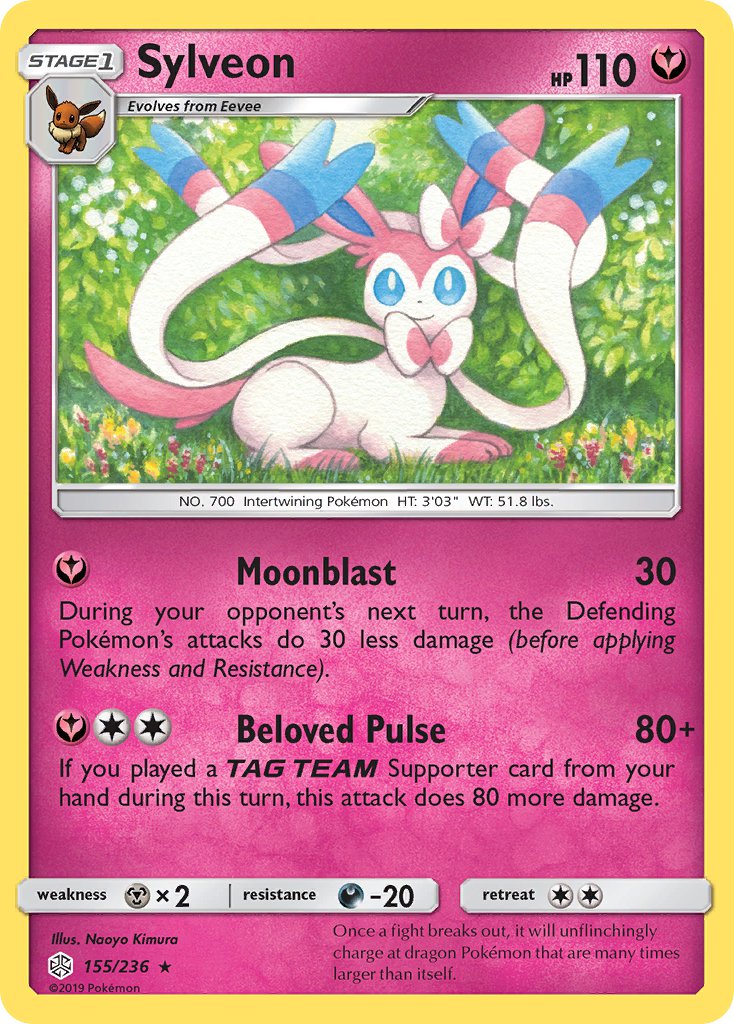 STAGE1 Sylveon HP110
Evolves from Eevee
NO. 700 Intertwining Pokémon HT: 3'03" WT: 51.8 lbs.
Moonblast 30
During your opponent's next turn, the Defending
Pokémon's attacks do 30 less damage (before applying
Weakness and Resistance).
Beloved Pulse 80+
If you played a TAG TEAM Supporter card from your
hand during this turn, this attack does 80 more damage.
weakness ×2 resistance -20 retreat
Illus. Naoyo Kimura
155/236 ★
©2019 Pokémon
Once a fight breaks out, it will unflinchingly
charge at dragon Pokémon that are many times
larger than itself.